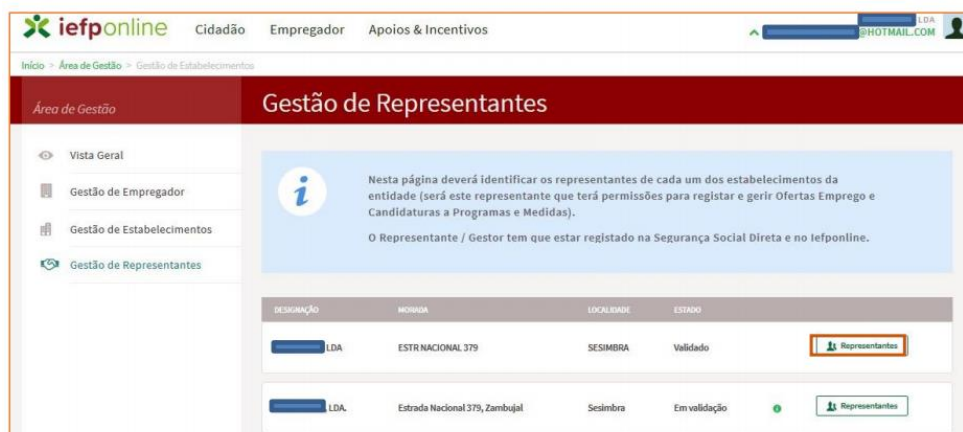 iefponline Cidadão Empregador Apoios & Incentivos
LDA
@HOTMAIL.COM
Início > Área de Gestão > Gestão de Estabelecimentos
Área de Gestão
Gestão de Representantes
Vista Geral
Gestão de Empregador
Gestão de Estabelecimentos
Gestão de Representantes
i
Nesta página deverá identificar os representantes de cada um dos estabelecimentos da
entidade (será este representante que terá permissões para registar e gerir Ofertas Emprego e
Candidaturas a Programas e Medidas).
O Representante / Gestor tem que estar registado na Segurança Social Direta e no Iefponline.
DESIGNAÇÃO MORADA LOCALIDADE ESTADO
LDA ESTR NACIONAL 379 SESIMBRA Validado Representantes
, LDA. Estrada Nacional 379, Zambujal Sesimbra Em validação Representantes